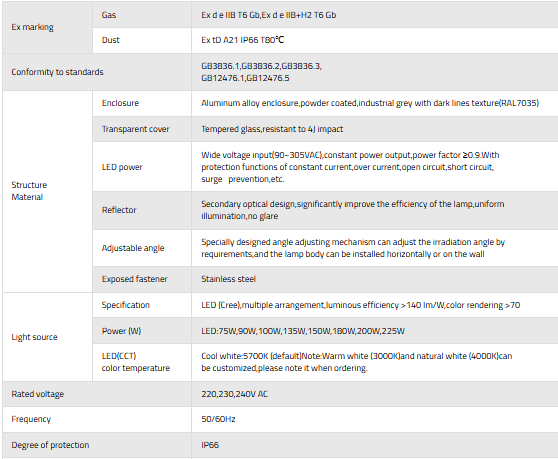 Ex marking
Gas
Ex d e IIB T6 Gb,Ex d e IIB+H2 T6 Gb
Dust
Ex tD A21 IP66 T80℃
Conformity to standards
GB3836.1,GB3836.2,GB3836.3,
GB12476.1,GB12476.5
Structure
Material
Enclosure
Aluminum alloy enclosure,powder coated,industrial grey with dark lines texture(RAL7035)
Transparent cover
Tempered glass,resistant to 4J impact
LED power
Wide voltage input(90~305VAC),constant power output,power factor ≥0.9.With
protection functions of constant current,over current,open circuit,short circuit,
surge prevention,etc.
Reflector
Secondary optical design,significantly improve the efficiency of the lamp,uniform
illumination,no glare
Adjustable angle
Specially designed angle adjusting mechanism can adjust the irradiation angle by
requirements,and the lamp body can be installed horizontally or on the wall
Exposed fastener
Stainless steel
Light source
Specification
LED (Cree),multiple arrangement,luminous efficiency >140 lm/W,color rendering >70
Power (W)
LED:75W,90W,100W,135W,150W,180W,200W,225W
LED(CCT)
color temperature
Cool white:5700K (default)Note:Warm white (3000K)and natural white (4000K)can
be customized,please note it when ordering.
Rated voltage
220,230,240V AC
Frequency
50/60Hz
Degree of protection
IP66